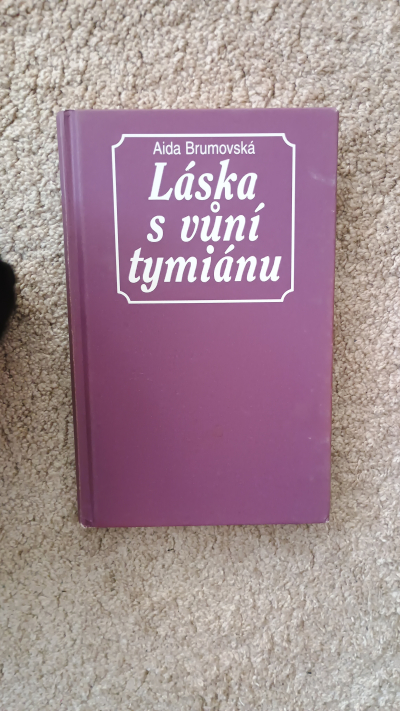 Aida Brumovská
Láska
s vůní
tymiánu